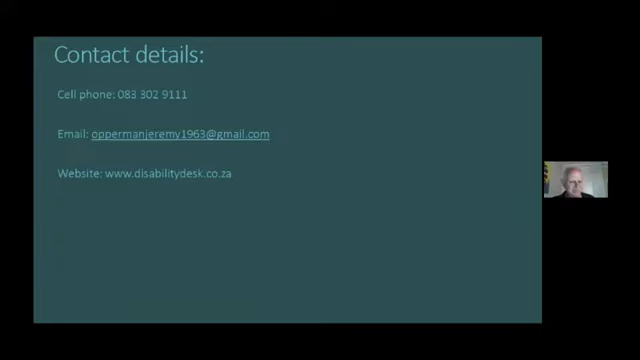 Contact details:
Cell phone: 083 302 9111
Email: oppermanjeremy1963@gmail.com
Website: www.disabilitydesk.co.za